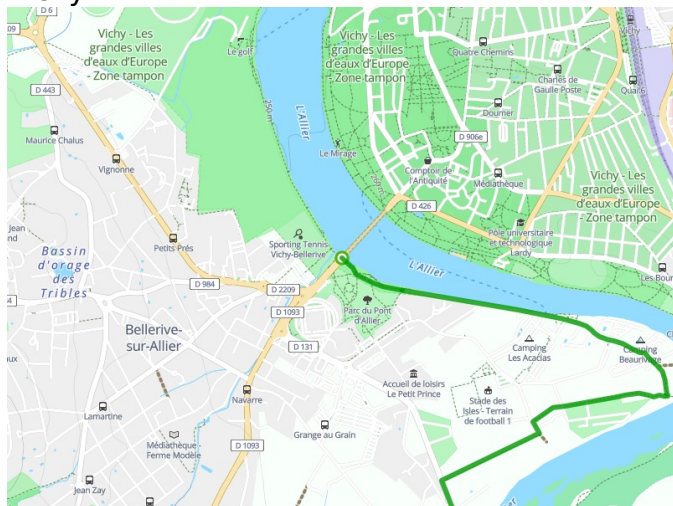 D 6
Vichy - Les
grandes villes
d'eaux d'Europe
- Zone tampon
Le golf
Vichy - Les
grandes villes
d'eaux d'Europe
- Zone tampon
Quatre Chemins
Vichy
D 443
250 m
L'Allier
Charles de
Gaulle Poste
Quai 6
Maurice Chalus
Doumer
D 906e
Le Mirage
Vignonne
Comptoir de
l'Antiquité
Médiathèque
Vichy - Les
grandes villes
d'eaux d'Europe
- Zone tampon
D 426
Jean
Bassin
d'orage
des
Tribles
Petits Prés
Sporting Tennis
Vichy-Bellerive
Pôle universitaire
et technologique
Lardy
L'Allier
Les Bour
D 984
D 2209
D 1093
Parc du Pont
d'Allier
Bellerive-
sur-Allier
D 131
Camping
Les Acacias
Camping
Beaurivage
Accueil de loisirs
Le Petit Prince
Stade des
Isles - Terrain
de football 1
Navarre
Lamartine
Grange au Grain
D 1093
Médiathèque -
Ferme Modèle
Jean Zay